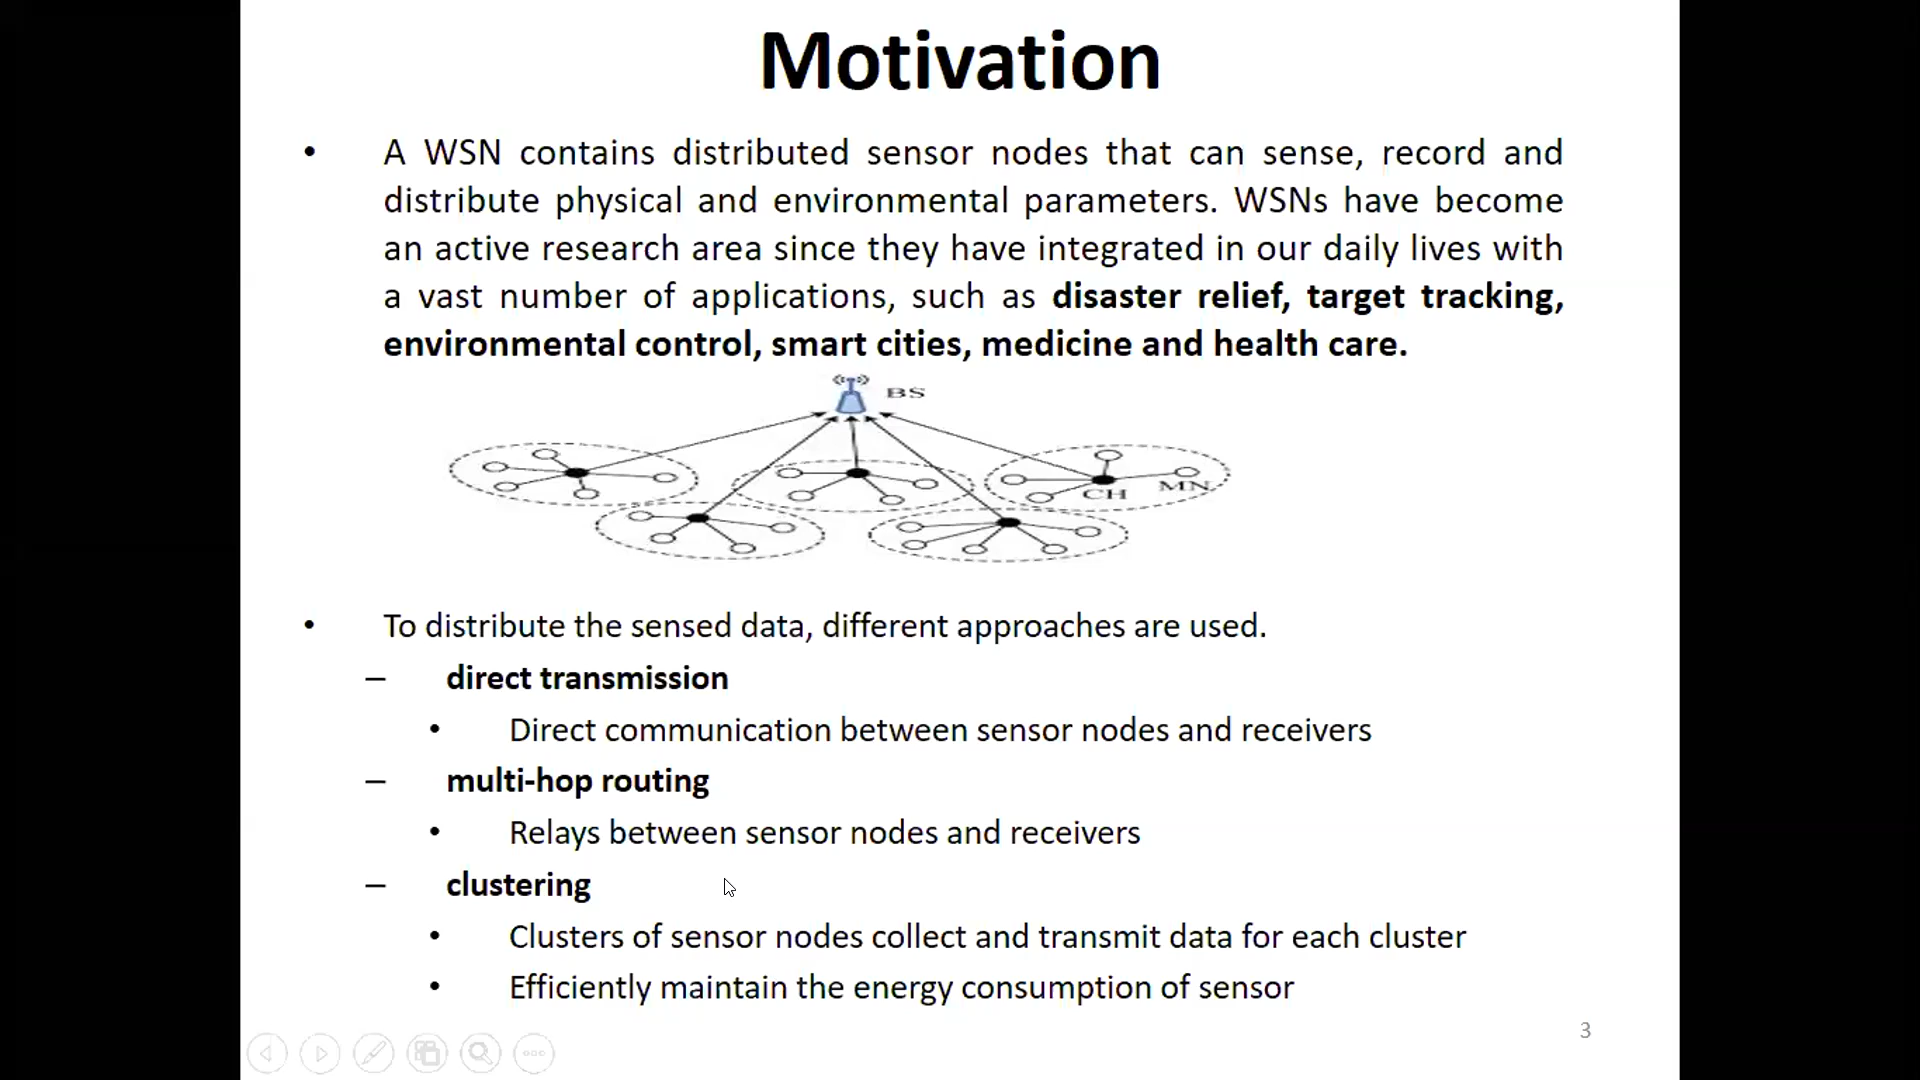 Motivation
• A WSN contains distributed sensor nodes that can sense, record and
distribute physical and environmental parameters. WSNs have become
an active research area since they have integrated in our daily lives with
a vast number of applications, such as disaster relief, target tracking,
environmental control, smart cities, medicine and health care.
BS
CH MN
• To distribute the sensed data, different approaches are used.
– direct transmission
• Direct communication between sensor nodes and receivers
– multi-hop routing
• Relays between sensor nodes and receivers
– clustering
• Clusters of sensor nodes collect and transmit data for each cluster
• Efficiently maintain the energy consumption of sensor
3